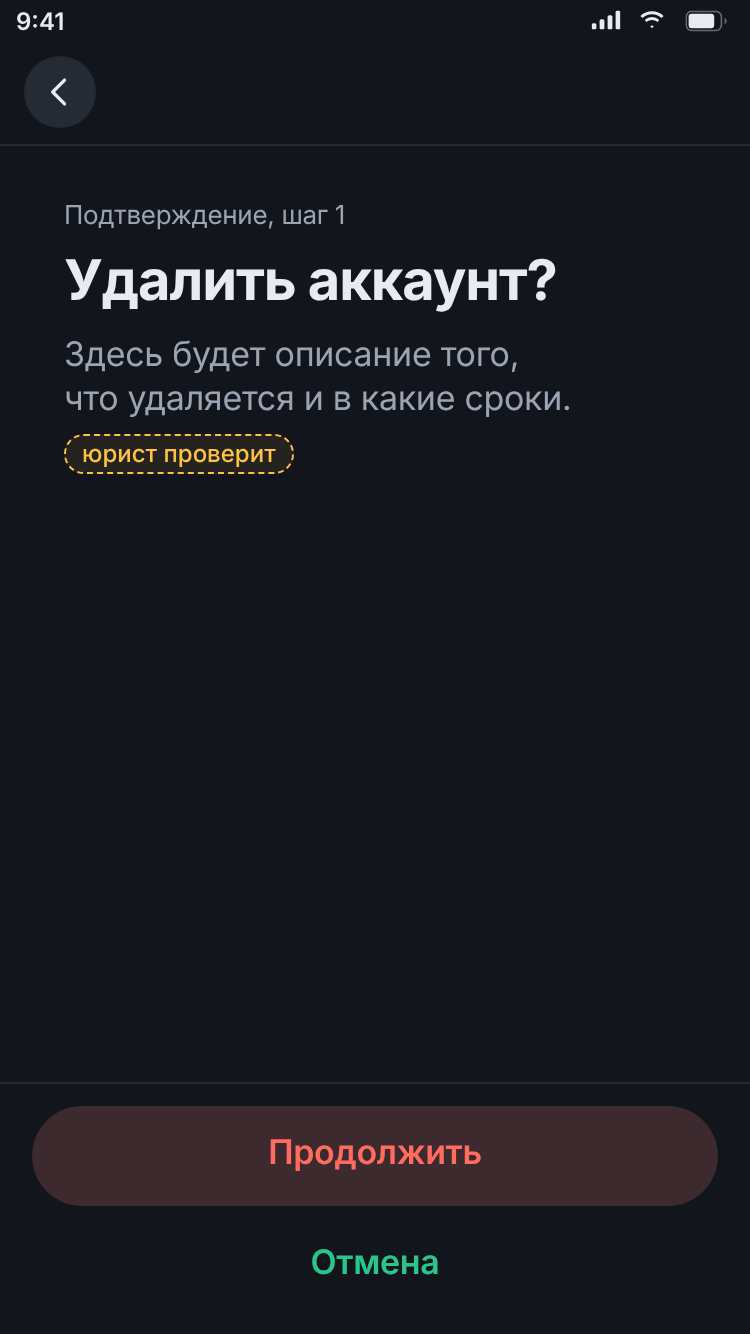 9:41
Подтверждение, шаг 1
Удалить аккаунт?
Здесь будет описание того,
что удаляется и в какие сроки.
юрист проверит
Продолжить
Отмена